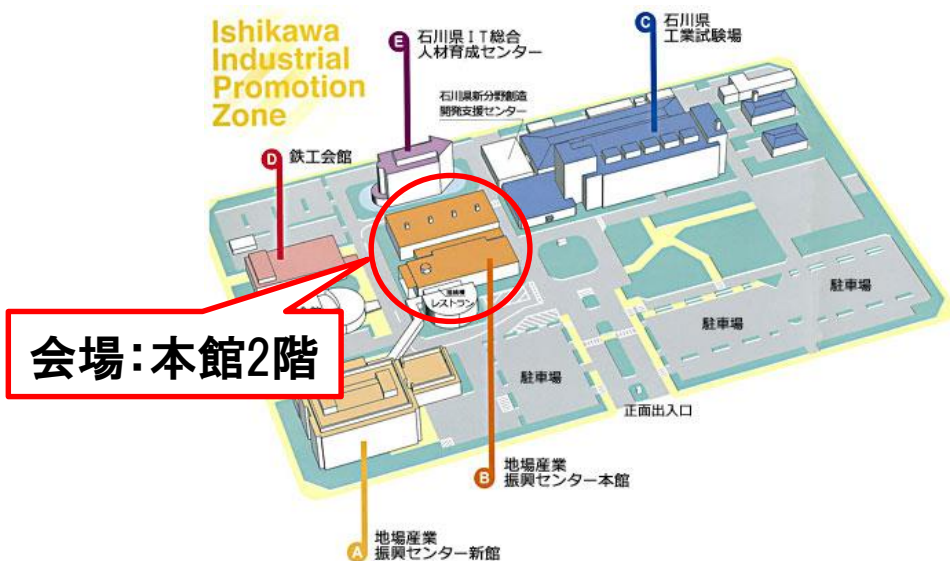 Ishikawa
Industrial
Promotion
Zone
E
石川県IT総合
人材育成センター
C
石川県
工業試験場
石川県新分野創造
開発支援センター
D
鉄工会館
レストラン
会場:本館2階
駐車場
駐車場
駐車場
正面出入口
B
地場産業
振興センター本館
A
地場産業
振興センター新館